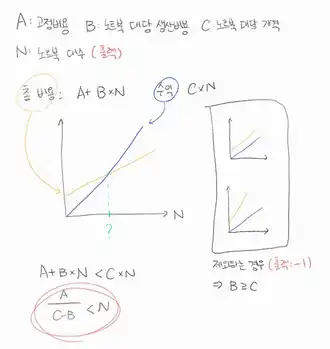 A: 고정비용 B: 노트북 대당 생산비용 C: 노트북 대당 가격
N: 노트북 대수 (출력)
총 비용: A+B×N
수익 C×N
N
?
A+B×N < C×N
A
C-B < N
제외되는 경우 (출력:-1)
⇒ B≥C